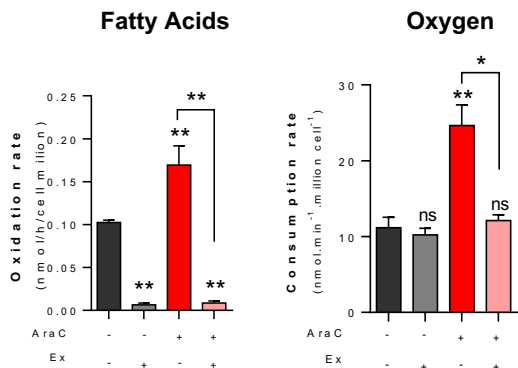 Fatty Acids
Oxidation rate
(nmol/h/cell million)
0.25
0.20
0.15
0.10
0.05
0.00
**
**
**
**
AraC - - + +
Ex - + - +
Oxygen
Consumption rate
(nmol.min-1.million cell-1)
30
20
10
0
*
**
ns
ns
AraC - - + +
Ex - + - +